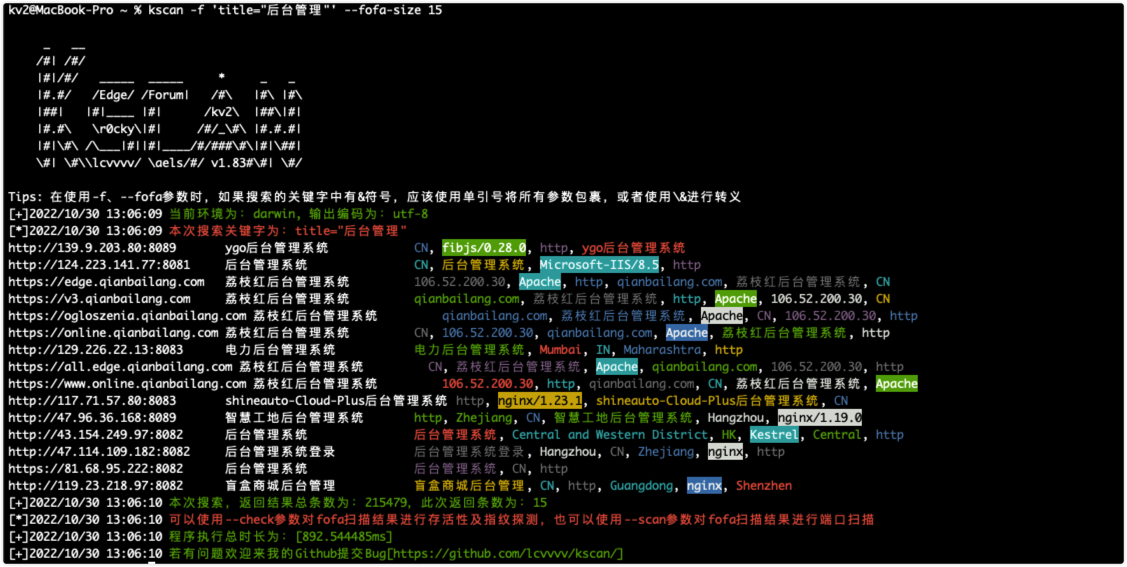 kv2@MacBook-Pro ~ % kscan -f 'title="后台管理"' --fofa-size 15
     _   __
    /#| /#/
    |#|/#/   _____  _____     *     _   _
    |#.#/   /Edge/ /Forum|   /#\   |#\ |#\
    |##|   |#|____ |#|     /kv2\  |##\|#|
    |#.#\   \r0cky\|#|    /#/_\#\ |#.#.#|
    |#|\#\ /\___|#||#|____/#/###\#\|#|\##|
    \#| \#\\lcvvvv/ \aels/#/ v1.83#\#| \#/
Tips: 在使用-f、--fofa参数时，如果搜索的关键字中有&符号，应该使用单引号将所有参数包裹，或者使用\&进行转义
[+]2022/10/30 13:06:09 当前环境为：darwin, 输出编码为：utf-8
[*]2022/10/30 13:06:09 本次搜索关键字为：title="后台管理"
http://139.9.203.80:8089 ygo后台管理系统 CN, fibjs/0.28.0, http, ygo后台管理系统
http://124.223.141.77:8081 后台管理系统 CN, 后台管理系统, Microsoft-IIS/8.5, http
https://edge.qianbailang.com 荔枝红后台管理系统 106.52.200.30, Apache, http, qianbailang.com, 荔枝红后台管理系统, CN
https://v3.qianbailang.com 荔枝红后台管理系统 qianbailang.com, 荔枝红后台管理系统, http, Apache, 106.52.200.30, CN
https://ogloszenia.qianbailang.com 荔枝红后台管理系统 qianbailang.com, 荔枝红后台管理系统, Apache, CN, 106.52.200.30, http
https://online.qianbailang.com 荔枝红后台管理系统 CN, 106.52.200.30, qianbailang.com, Apache, 荔枝红后台管理系统, http
http://129.226.22.13:8083 电力后台管理系统 电力后台管理系统, Mumbai, IN, Maharashtra, http
https://all.edge.qianbailang.com 荔枝红后台管理系统 CN, 荔枝红后台管理系统, Apache, qianbailang.com, 106.52.200.30, http
https://www.online.qianbailang.com 荔枝红后台管理系统 106.52.200.30, http, qianbailang.com, CN, 荔枝红后台管理系统, Apache
http://117.71.57.80:8083 shineauto-Cloud-Plus后台管理系统 http, nginx/1.23.1, shineauto-Cloud-Plus后台管理系统, CN
http://47.96.36.168:8089 智慧工地后台管理系统 http, Zhejiang, CN, 智慧工地后台管理系统, Hangzhou, nginx/1.19.0
http://43.154.249.97:8082 后台管理系统 后台管理系统, Central and Western District, HK, Kestrel, Central, http
http://47.114.109.182:8082 后台管理系统登录 后台管理系统登录, Hangzhou, CN, Zhejiang, nginx, http
https://81.68.95.222:8082 后台管理系统 后台管理系统, CN, http
http://119.23.218.97:8082 盲盒商城后台管理 盲盒商城后台管理, CN, http, Guangdong, nginx, Shenzhen
[+]2022/10/30 13:06:10 本次搜索，返回结果总条数为：215479，此次返回条数为：15
[*]2022/10/30 13:06:10 可以使用--check参数对fofa扫描结果进行存活性及指纹探测，也可以使用--scan参数对fofa扫描结果进行端口扫描
[+]2022/10/30 13:06:10 程序执行总时长为：[892.544485ms]
[+]2022/10/30 13:06:10 若有问题欢迎来我的Github提交Bug[https://github.com/lcvvvv/kscan/]